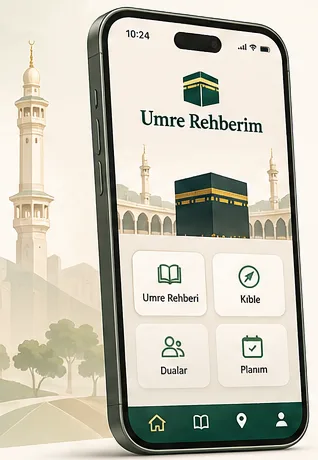 10:24
Umre Rehberim
Umre Rehberi
Kıble
Dualar
Planım